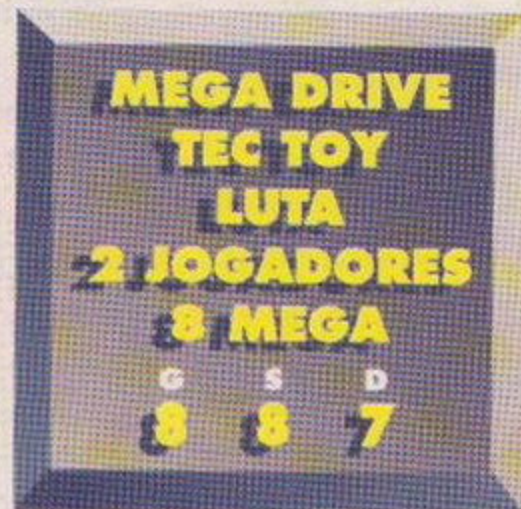 MEGA DRIVE
TEC TOY
LUTA
2 JOGADORES
8 MEGA
G S D
8 8 7